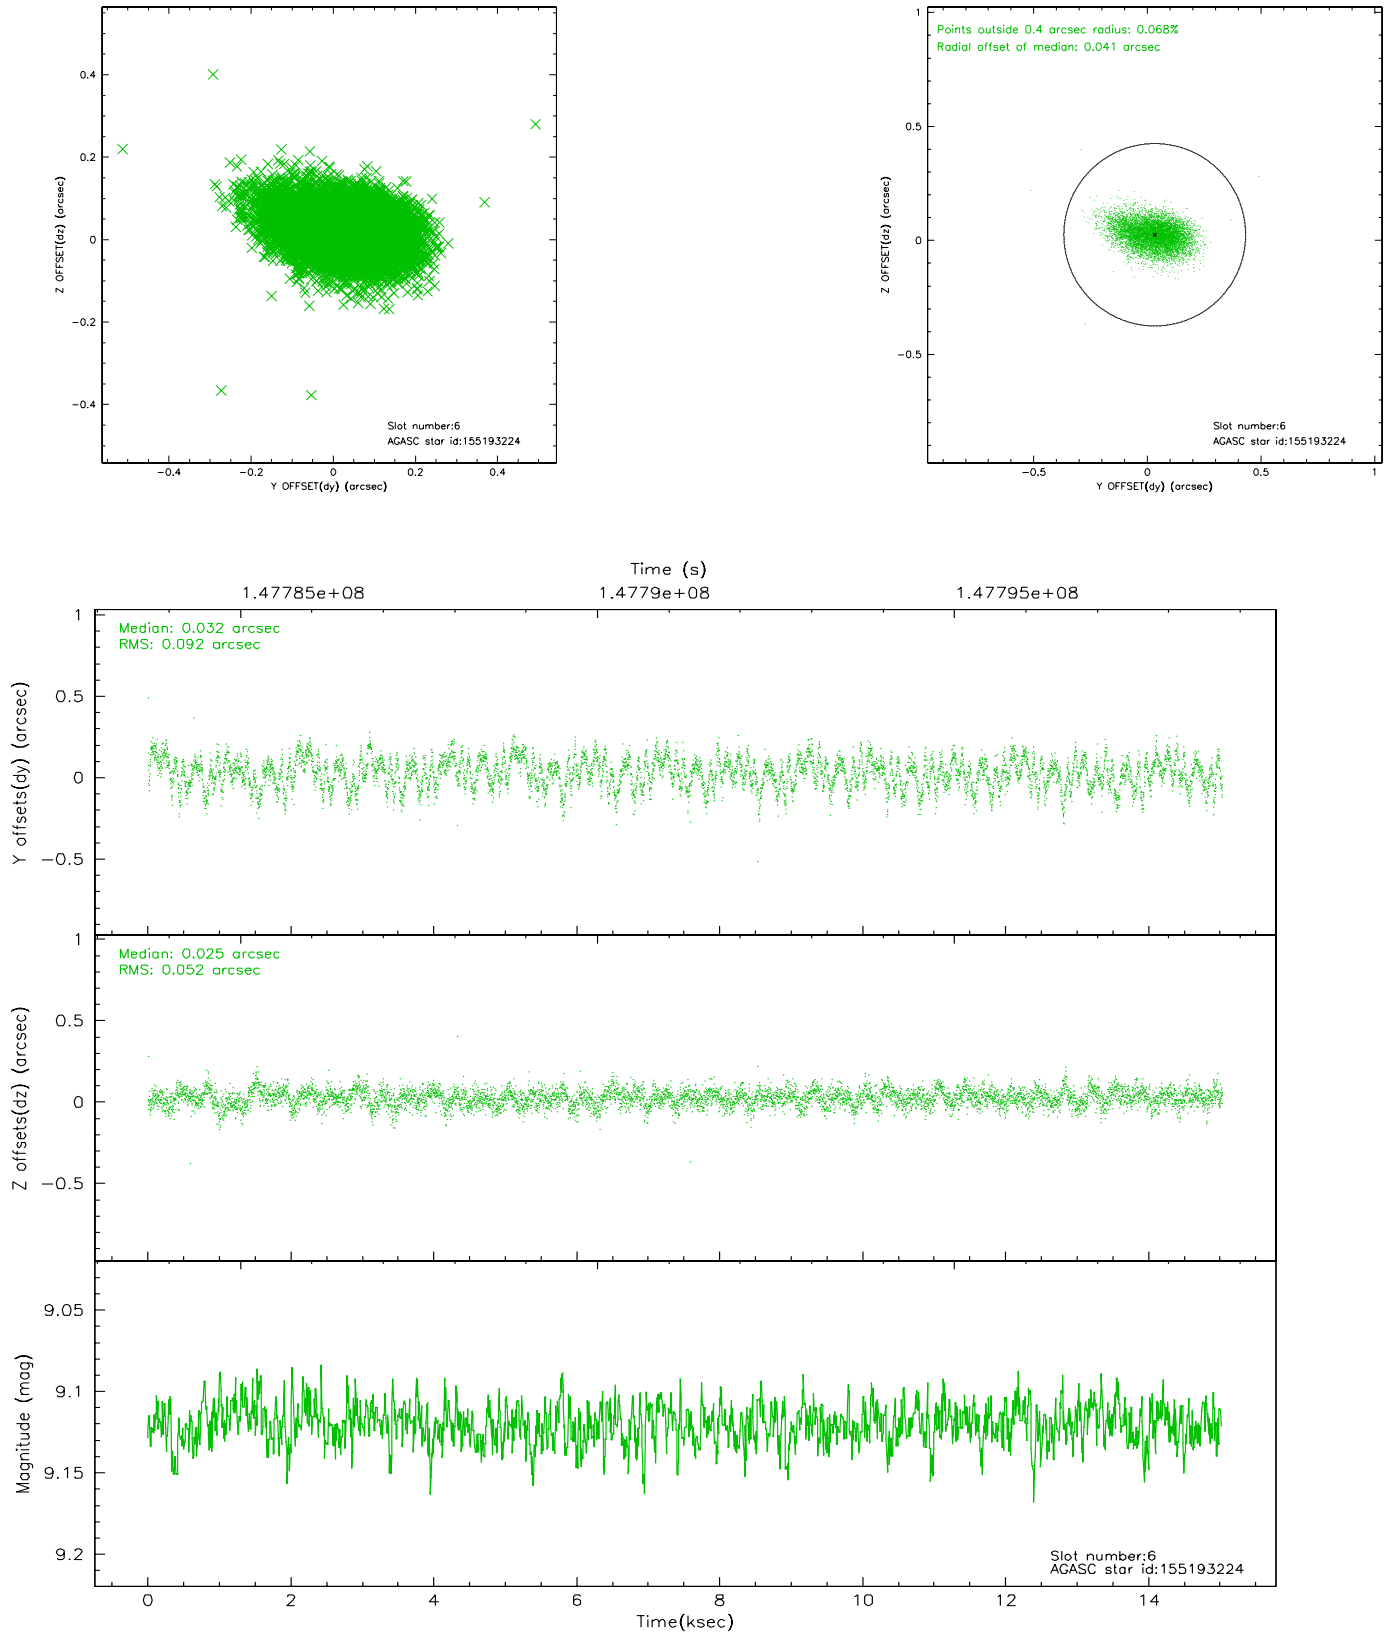 0.4
0.2
0
−0.2
−0.4
Z OFFSET(dz) (arcsec)
−0.4 −0.2 0 0.2 0.4
Y OFFSET(dy) (arcsec)
Slot number:6
AGASC star id:155193224
Points outside 0.4 arcsec radius: 0.068%
Radial offset of median: 0.041 arcsec
1
0.5
0
−0.5
Z OFFSET(dz) (arcsec)
−0.5 0 0.5 1
Y OFFSET(dy) (arcsec)
Slot number:6
AGASC star id:155193224
Time (s)
1.47785e+08 1.4779e+08 1.47795e+08
Median: 0.032 arcsec
RMS: 0.092 arcsec
1
0.5
0
−0.5
Y offsets(dy) (arcsec)
Median: 0.025 arcsec
RMS: 0.052 arcsec
1
0.5
0
−0.5
Z offsets(dz) (arcsec)
9.05
9.1
9.15
9.2
Magnitude (mag)
Slot number:6
AGASC star id:155193224
0 2 4 6 8 10 12 14
Time(ksec)